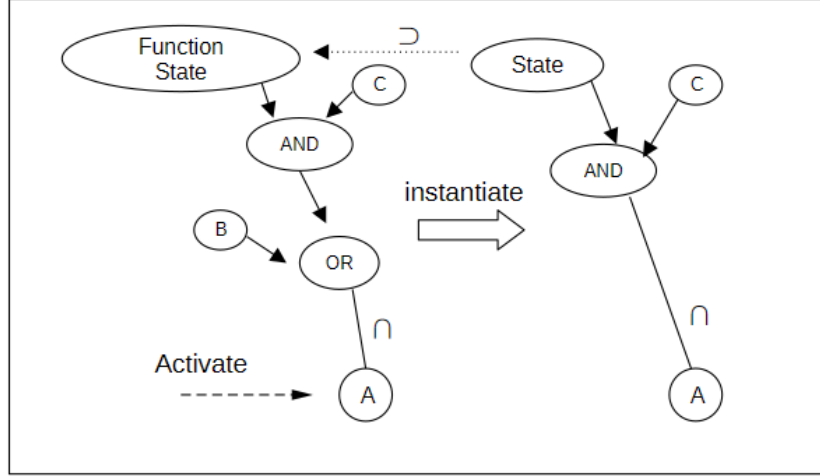 Function
State
⊃
State
C
C
AND
AND
instantiate
B
OR
∩
∩
Activate
A
A